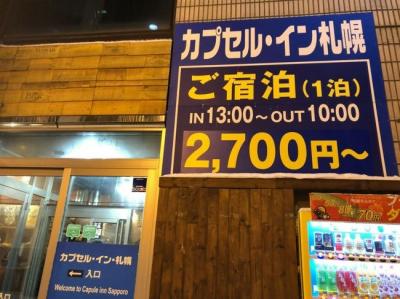 カプセル・イン札幌
ご宿泊(1泊)
IN 13:00～OUT 10:00
2,700円～
カプセル・イン・札幌
← 入口
Welcome to Capule inn Sapporo